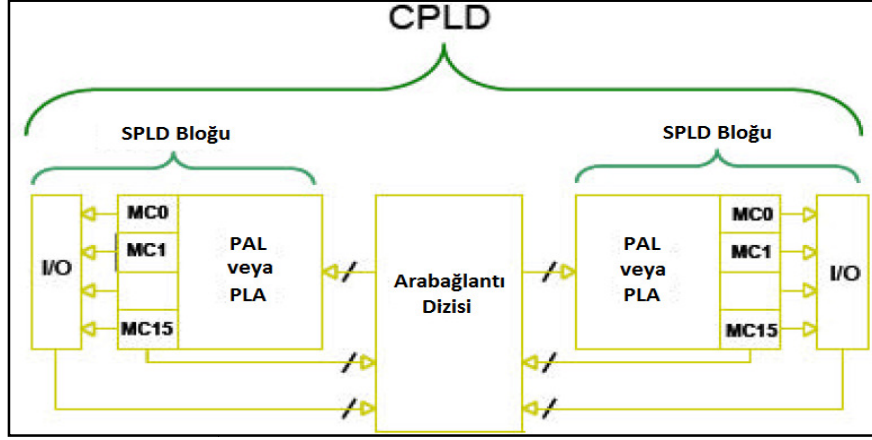 CPLD
SPLD Bloğu
SPLD Bloğu
I/O
MC0
MC1
MC15
PAL
veya
PLA
Arabağlantı
Dizisi
PAL
veya
PLA
MC0
MC1
MC15
I/O